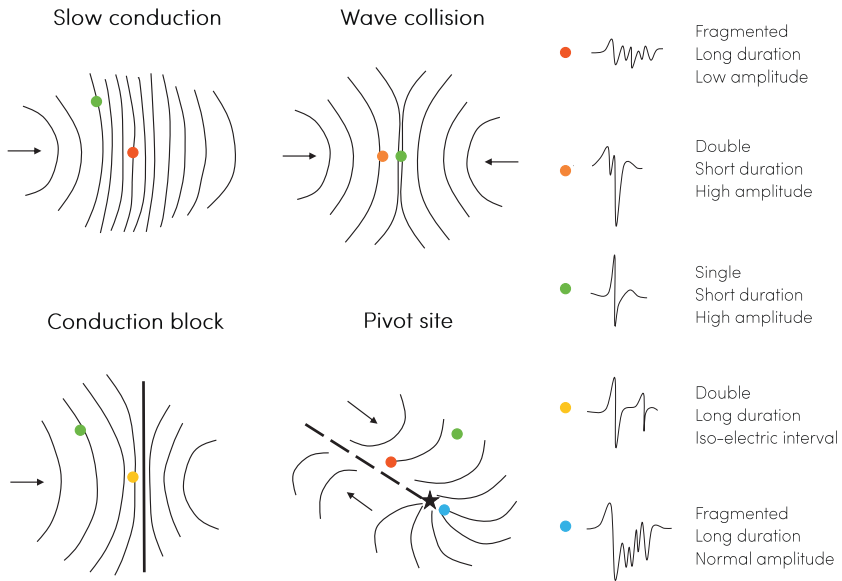 Slow conduction
Wave collision
Fragmented
Long duration
Low amplitude
Double
Short duration
High amplitude
Single
Short duration
High amplitude
Conduction block
Pivot site
Double
Long duration
Iso-electric interval
Fragmented
Long duration
Normal amplitude